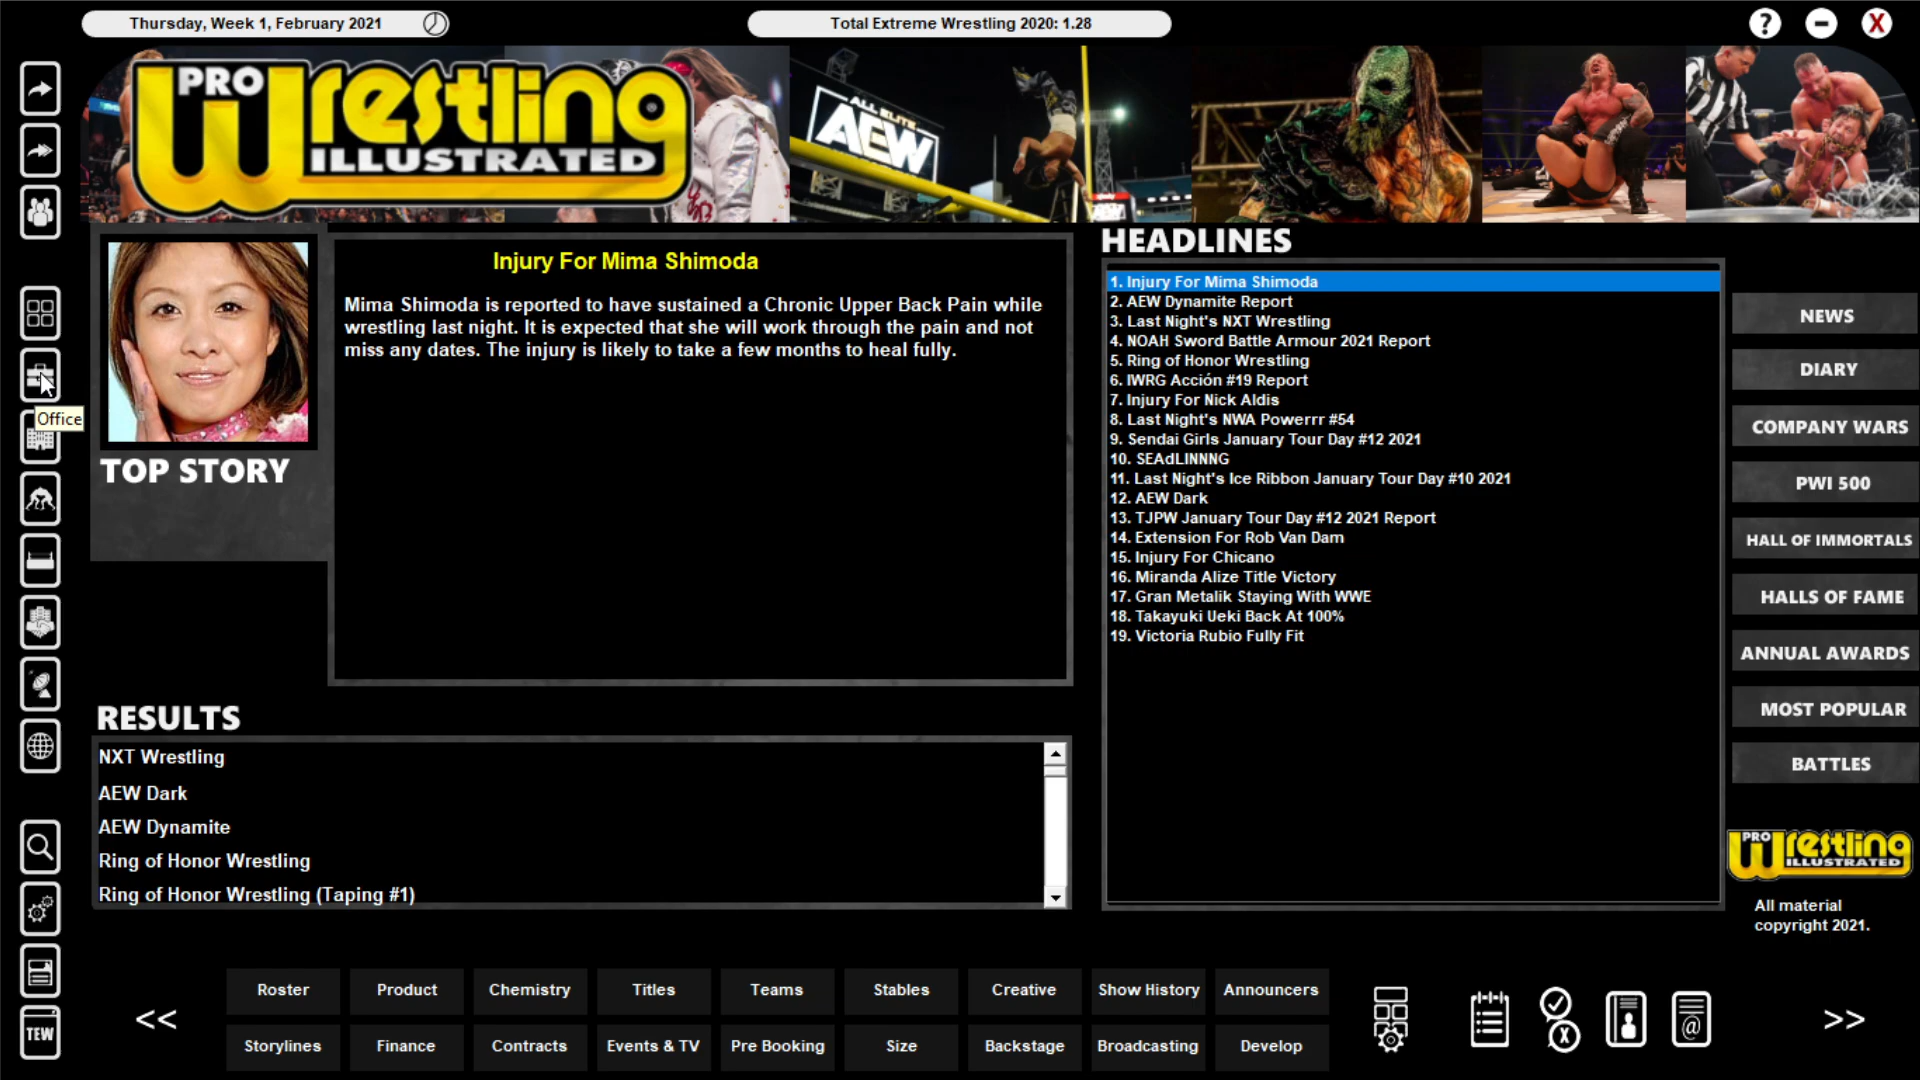 Thursday, Week 1, February 2021
Total Extreme Wrestling 2020: 1.28
?
X
PRO
Wrestling
ILLUSTRATED
ALL ELITE
AEW
Injury For Mima Shimoda
Mima Shimoda is reported to have sustained a Chronic Upper Back Pain while
wrestling last night. It is expected that she will work through the pain and not
miss any dates. The injury is likely to take a few months to heal fully.
Office
TOP STORY
HEADLINES
1. Injury For Mima Shimoda
2. AEW Dynamite Report
3. Last Night's NXT Wrestling
4. NOAH Sword Battle Armour 2021 Report
5. Ring of Honor Wrestling
6. IWRG Acción #19 Report
7. Injury For Nick Aldis
8. Last Night's NWA Powerrr #54
9. Sendai Girls January Tour Day #12 2021
10. SEAdLINNNG
11. Last Night's Ice Ribbon January Tour Day #10 2021
12. AEW Dark
13. TJPW January Tour Day #12 2021 Report
14. Extension For Rob Van Dam
15. Injury For Chicano
16. Miranda Alize Title Victory
17. Gran Metalik Staying With WWE
18. Takayuki Ueki Back At 100%
19. Victoria Rubio Fully Fit
NEWS
DIARY
COMPANY WARS
PWI 500
HALL OF IMMORTALS
HALLS OF FAME
ANNUAL AWARDS
MOST POPULAR
BATTLES
PRO
Wrestling
ILLUSTRATED
All material
copyright 2021.
RESULTS
NXT Wrestling
AEW Dark
AEW Dynamite
Ring of Honor Wrestling
Ring of Honor Wrestling (Taping #1)
TEW
<<
Roster
Product
Chemistry
Titles
Teams
Stables
Creative
Show History
Announcers
Storylines
Finance
Contracts
Events & TV
Pre Booking
Size
Backstage
Broadcasting
Develop
X
@
>>